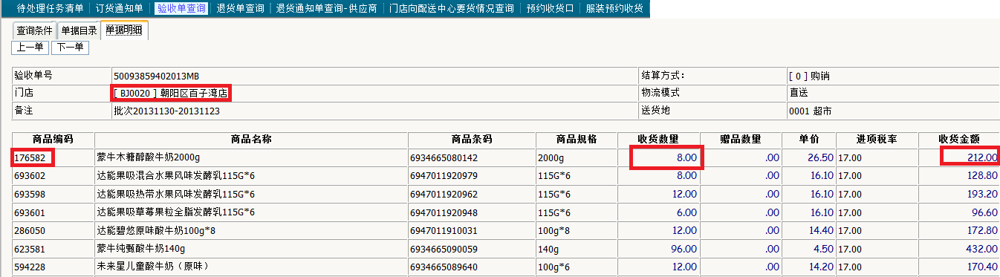 待处理任务清单 订货通知单 验收单查询 退货单查询 退货通知单查询-供应商 门店向配送中心要货情况查询 预约收货口 服装预约收货
查询条件 单据目录 单据明细
上一单 下一单
验收单号 50093859402013MB 结算方式: [ 0 ] 购销
门店 [ BJ0020 ] 朝阳区百子湾店 物流模式 直送
备注 批次20131130-20131123 送货地 0001 超市
商品编码 商品名称 商品条码 商品规格 收货数量 赠品数量 单价 进项税率 收货金额
176582 蒙牛木糖醇酸牛奶2000g 6934665080142 2000g 8.00 .00 26.50 17.00 212.00
693602 达能果吸混合水果风味发酵乳115G*6 6947011920979 115G*6 8.00 .00 16.10 17.00 128.80
693598 达能果吸热带水果风味发酵乳115G*6 6947011920962 115G*6 12.00 .00 16.10 17.00 193.20
693601 达能果吸草莓果粒全脂发酵乳115G*6 6947011920948 115G*6 6.00 .00 16.10 17.00 96.60
286050 达能碧悠原味酸牛奶100g*8 6947011910031 100g*8 12.00 .00 14.40 17.00 172.80
623581 蒙牛纯甄酸牛奶140g 6934665090059 140g 96.00 .00 4.50 17.00 432.00
594228 未来星儿童酸牛奶（原味） 6934665089640 100g*6 12.00 .00 14.20 17.00 170.40